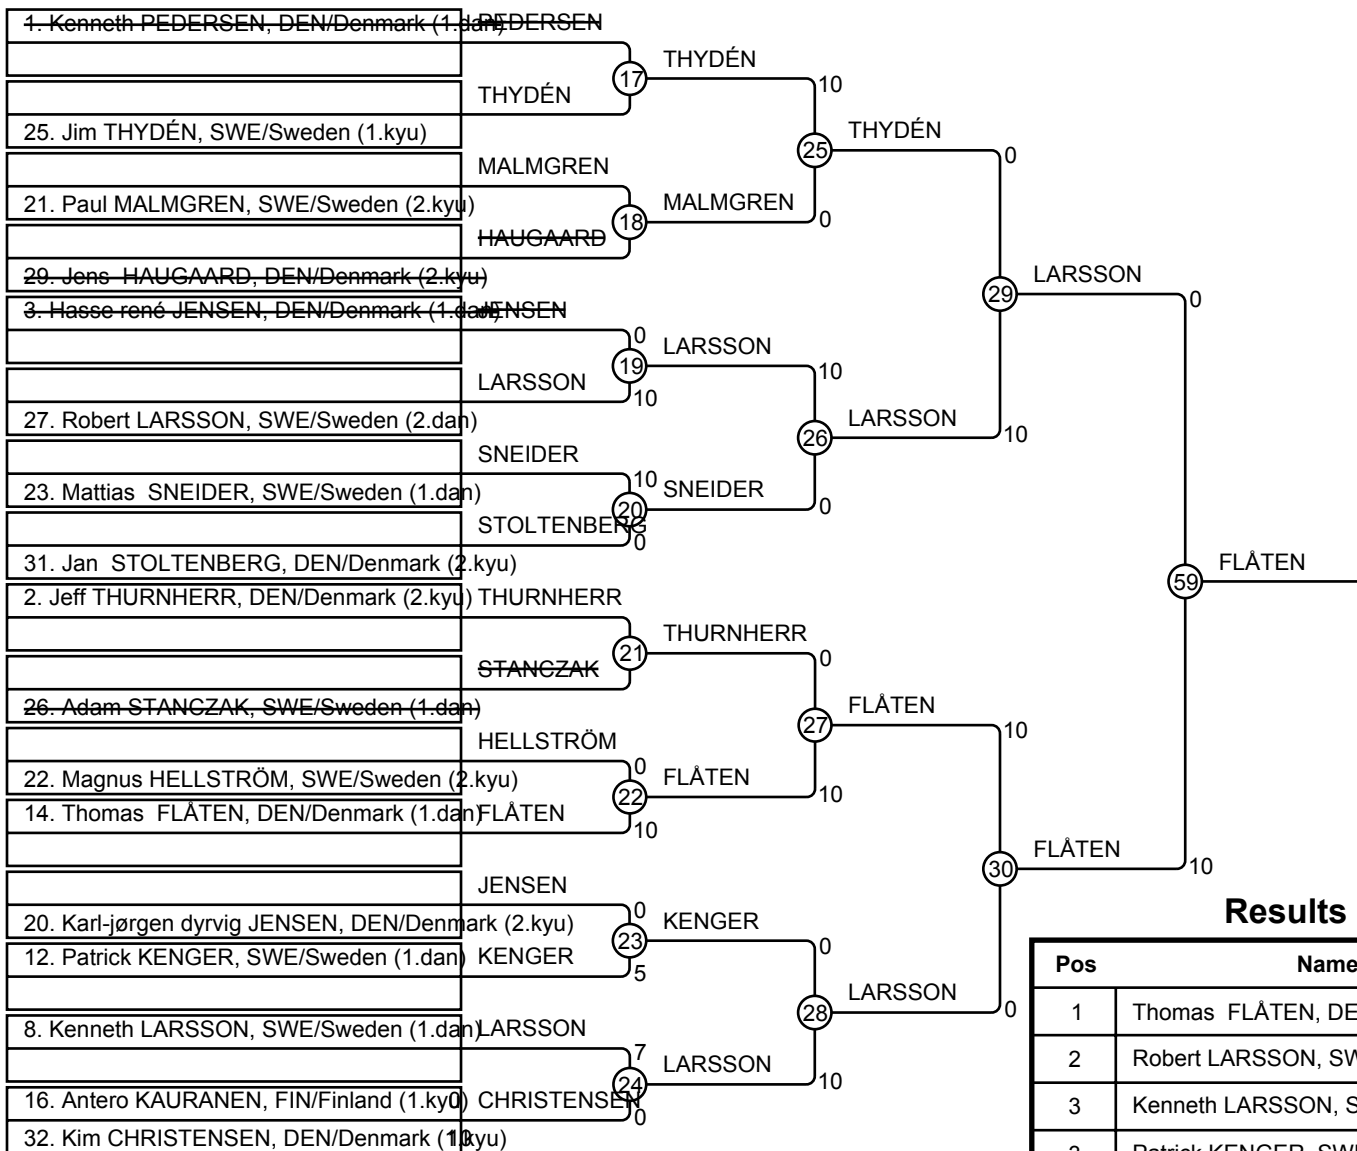 1. Kenneth PEDERSEN, DEN/Denmark (1.dan)
PEDERSEN
17
THYDÉN
10
THYDÉN
25. Jim THYDÉN, SWE/Sweden (1.kyu)
25
THYDÉN
0
MALMGREN
21. Paul MALMGREN, SWE/Sweden (2.kyu)
18
MALMGREN
0
HAUGAARD
29. Jens HAUGAARD, DEN/Denmark (2.kyu)
29
LARSSON
0
3. Hasse rené JENSEN, DEN/Denmark (1.dan)
JENSEN
0
19
LARSSON
10
LARSSON
10
27. Robert LARSSON, SWE/Sweden (2.dan)
26
LARSSON
10
SNEIDER
10
23. Mattias SNEIDER, SWE/Sweden (1.dan)
20
SNEIDER
0
STOLTENBERG
0
31. Jan STOLTENBERG, DEN/Denmark (2.kyu)
59
FLÅTEN
2. Jeff THURNHERR, DEN/Denmark (2.kyu)
THURNHERR
21
THURNHERR
0
STANCZAK
26. Adam STANCZAK, SWE/Sweden (1.dan)
27
FLÅTEN
10
HELLSTRÖM
0
22. Magnus HELLSTRÖM, SWE/Sweden (2.kyu)
22
FLÅTEN
10
14. Thomas FLÅTEN, DEN/Denmark (1.dan)
FLÅTEN
10
30
FLÅTEN
10
JENSEN
0
20. Karl-jørgen dyrvig JENSEN, DEN/Denmark (2.kyu)
23
KENGER
0
12. Patrick KENGER, SWE/Sweden (1.dan)
KENGER
5
28
LARSSON
0
8. Kenneth LARSSON, SWE/Sweden (1.dan)
LARSSON
7
24
LARSSON
10
16. Antero KAURANEN, FIN/Finland (1.kyu)
0
CHRISTENSEN
0
32. Kim CHRISTENSEN, DEN/Denmark (1.kyu)
10
Results
Pos Name
1 Thomas FLÅTEN, DE
2 Robert LARSSON, SW
3 Kenneth LARSSON, S
3 Patrick KENGER, SWE